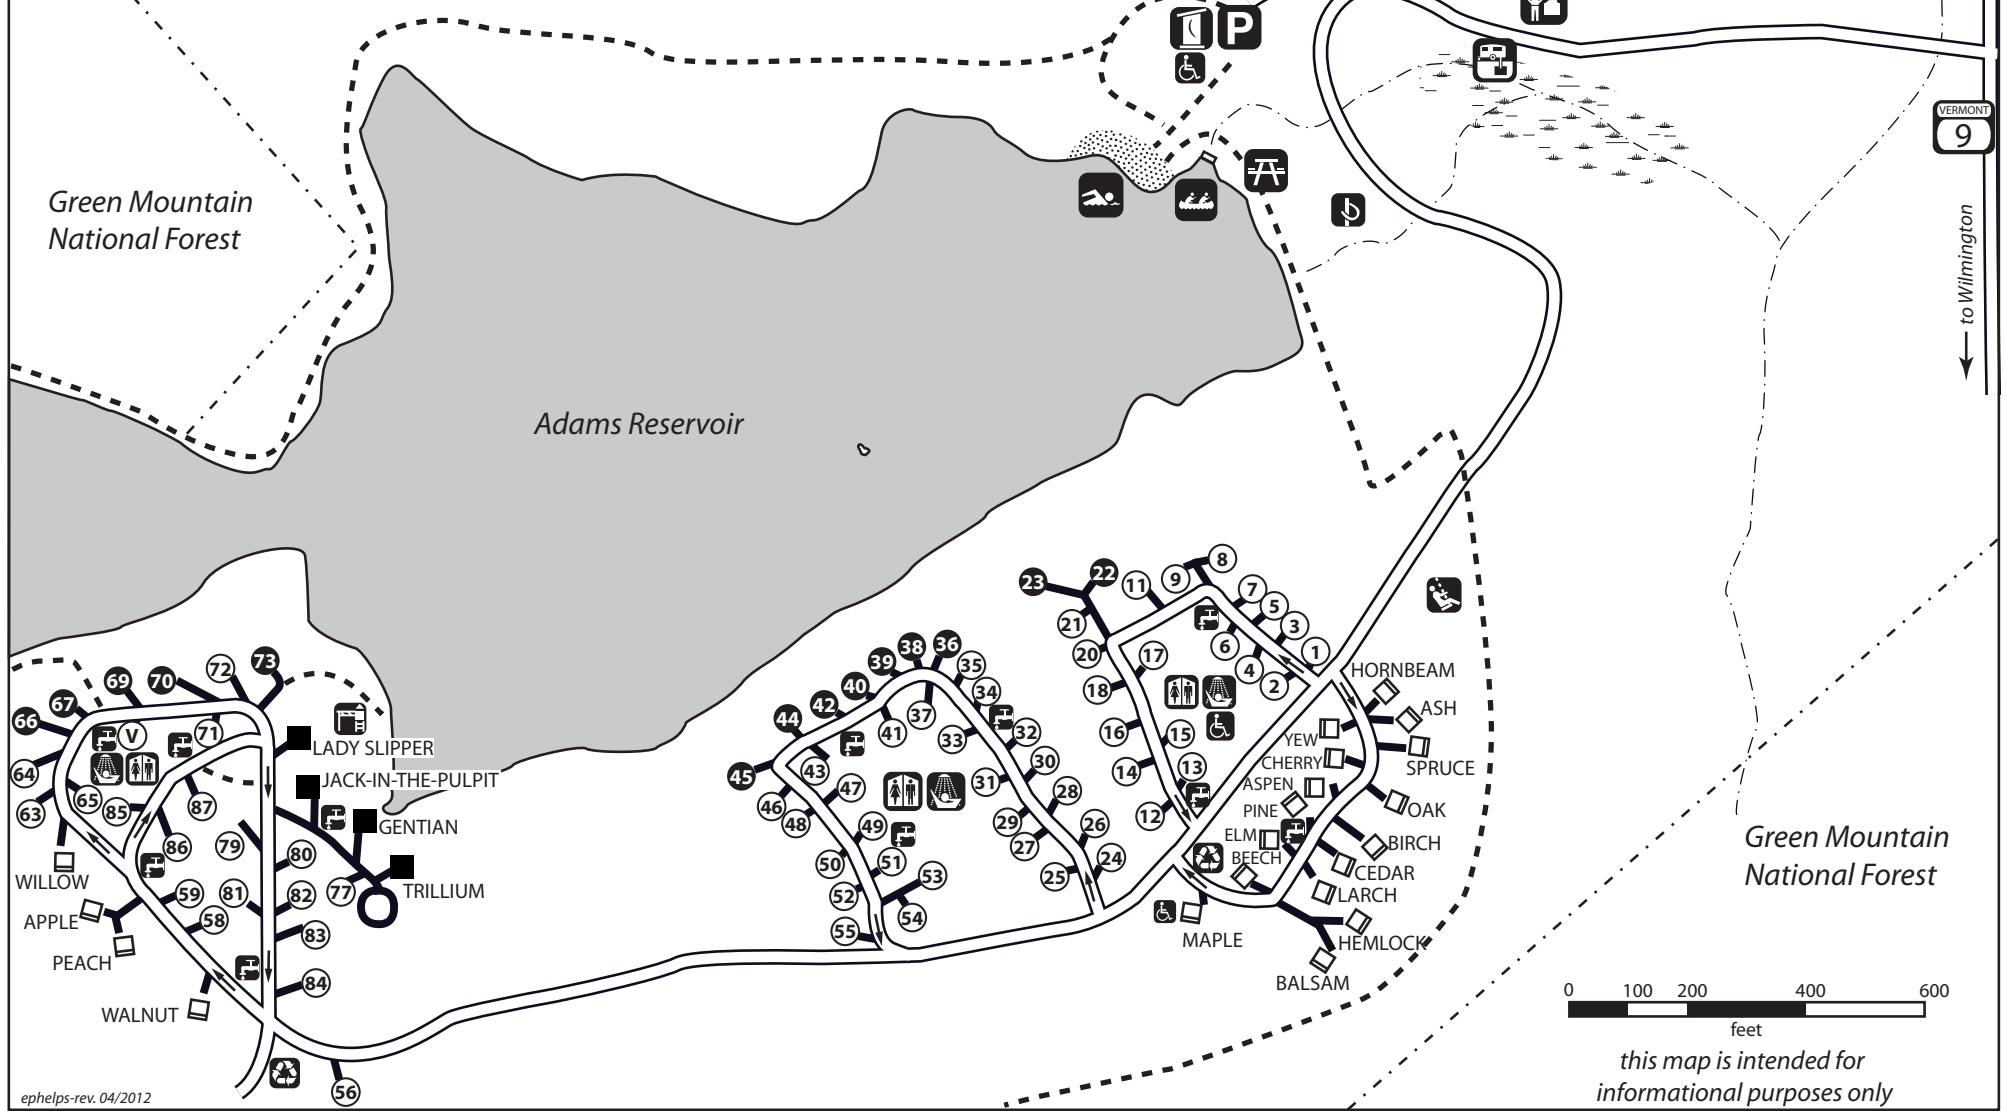 P
VERMONT
9
to Wilmington
Green Mountain
National Forest
Adams Reservoir
8
22
9
23
11
7
5
21
3
6
20
17
1
4
2
HORNBEAM
18
ASH
16
15
YEW
14
13
CHERRY
SPRUCE
ASPEN
12
PINE
OAK
ELM
BIRCH
BEECH
CEDAR
LARCH
MAPLE
HEMLOCK
BALSAM
36
38
39
35
40
34
42
37
44
41
33
32
43
45
30
31
47
46
28
48
29
26
49
27
50
51
24
25
52
53
54
55
72
73
69
70
67
66
V
71
LADY SLIPPER
64
JACK-IN-THE-PULPIT
65
63
85
87
GENTIAN
86
79
80
WILLOW
77
TRILLIUM
59
81
82
APPLE
58
83
PEACH
84
WALNUT
56
Green Mountain
National Forest
0 100 200 400 600
feet
this map is intended for
informational purposes only
ephelps-rev. 04/2012